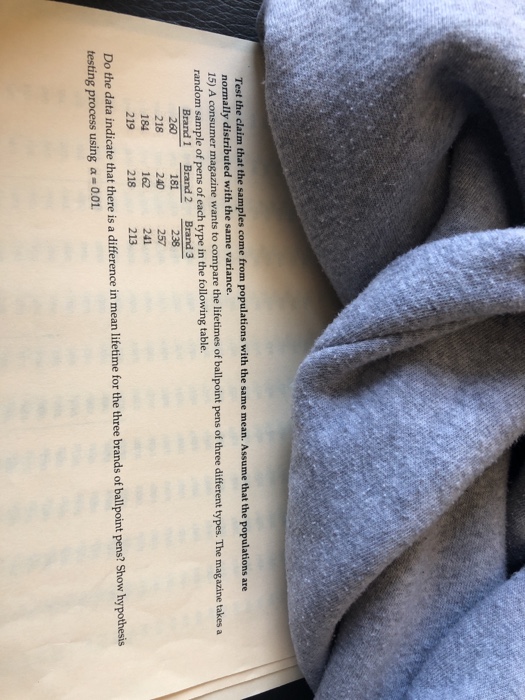 Test the claim that the samples come from populations with the same mean. Assume that the populations are
normally distributed with the same variance.
15) A consumer magazine wants to compare the lifetimes of ballpoint pens of three different types. The magazine takes a
random sample of pens of each type in the following table.
Brand 1 Brand 2 Brand 3
260 181 238
218 240 257
184 162 241
219 218 213
Do the data indicate that there is a difference in mean lifetime for the three brands of ballpoint pens? Show hypothesis
testing process using α = 0.01.